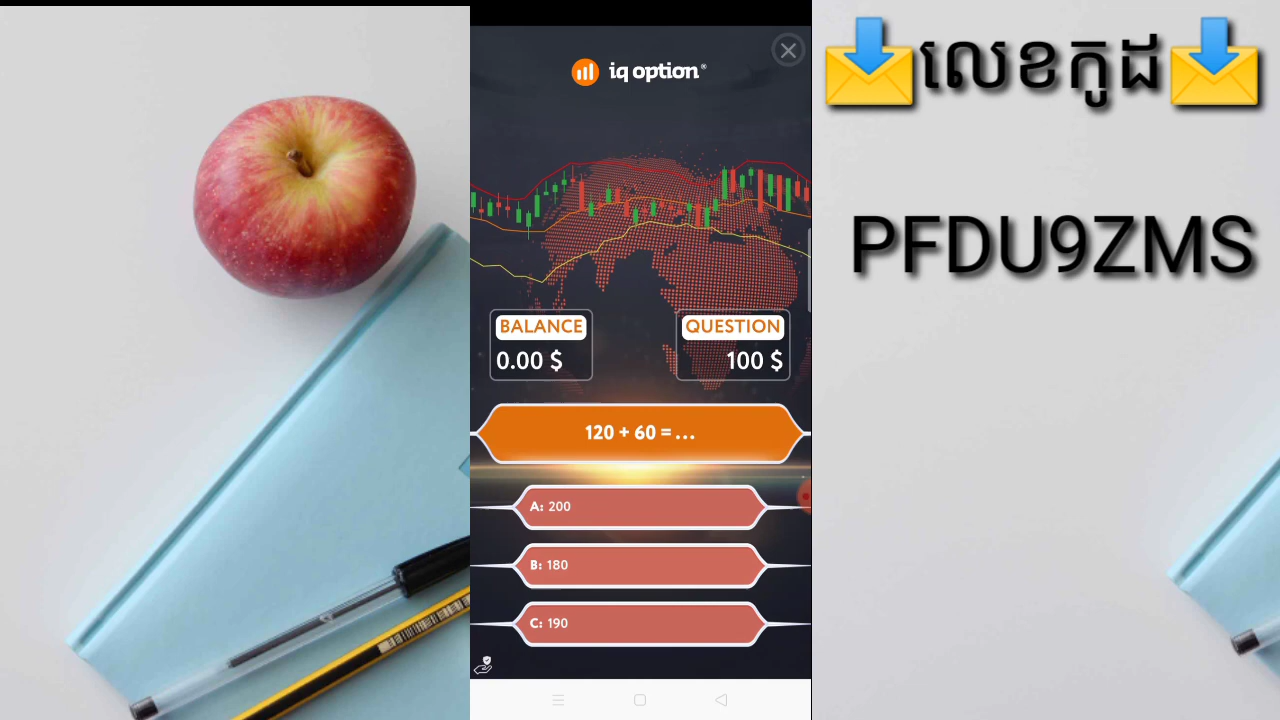 iq option®
BALANCE
0.00 $
QUESTION
100 $
120 + 60 = ...
A: 200
B: 180
C: 190
លេខកូដ
PFDU9ZMS